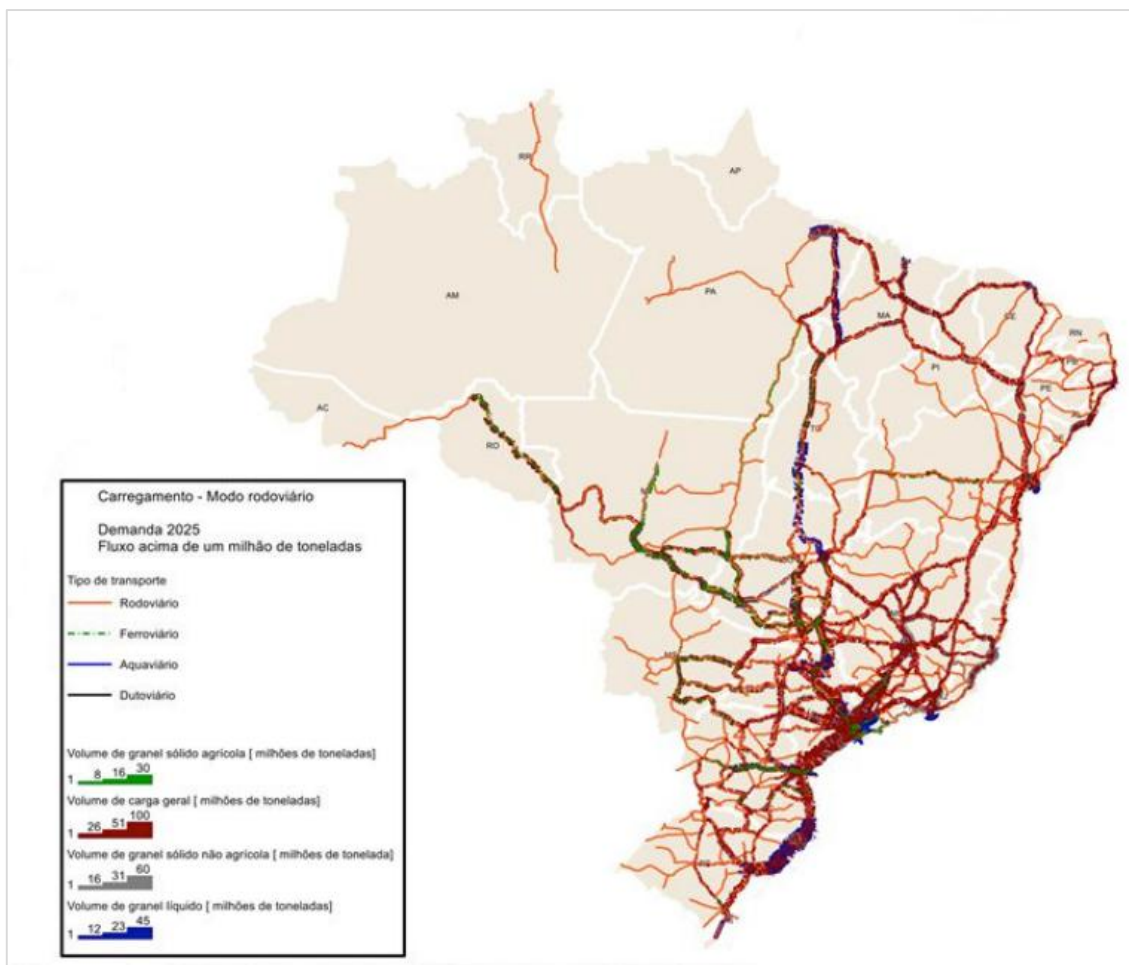 RR
AP
AM
PA
MA
CE
RN
PB
PI
PE
AC
TO
RO
Carregamento - Modo rodoviário
Demanda 2025
Fluxo acima de um milhão de toneladas
Tipo de transporte
Rodoviário
Ferroviário
Aquaviário
Dutoviário
MS
Volume de granel sólido agrícola [ milhões de toneladas]
1 8 16 30
Volume de carga geral [ milhões de toneladas]
1 26 51 100
Volume de granel sólido não agrícola [ milhões de tonelada]
1 16 31 60
RS
Volume de granel líquido [ milhões de toneladas]
1 12 23 45